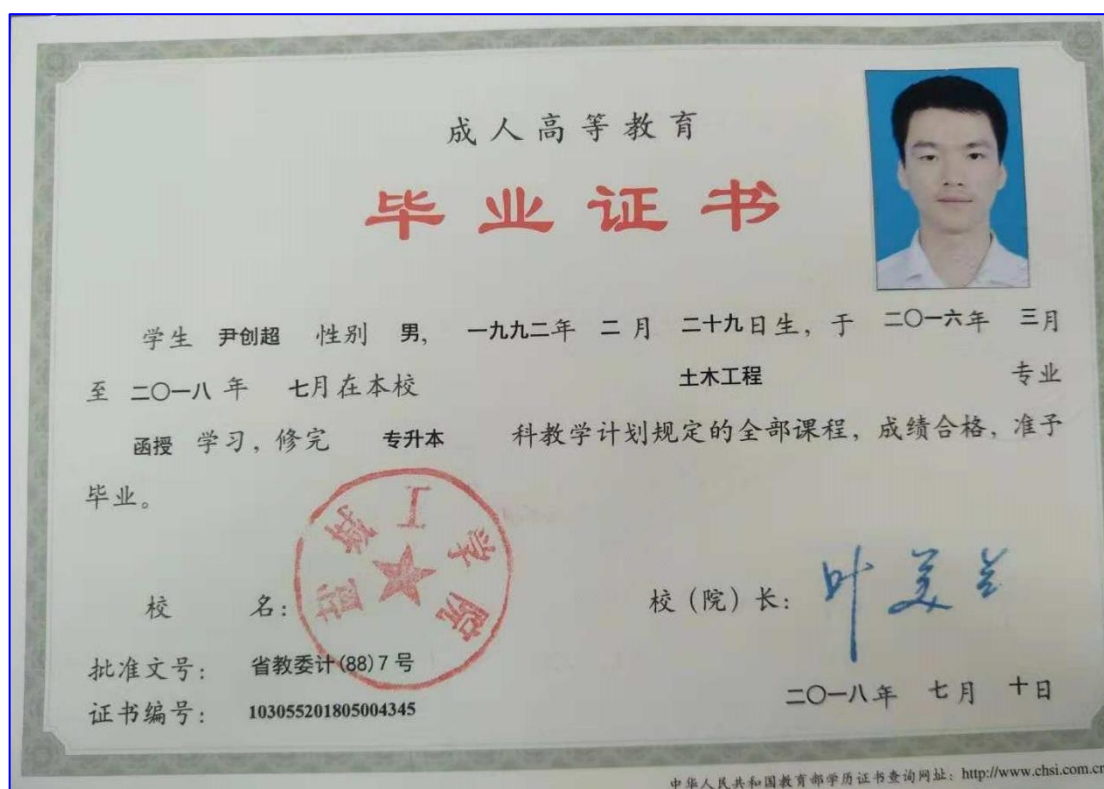 成人高等教育
毕业证书
学生 尹创超 性别 男, 一九九二年 二月 二十九日生, 于 二〇一六年 三月
至 二〇一八年 七月在本校 土木工程 专业
函授 学习, 修完 专升本 科教学计划规定的全部课程, 成绩合格, 准予
毕业。
工程学院
校 名:
校(院)长: 叶美兰
批准文号: 省教委计(88)7号
证书编号: 103055201805004345
二〇一八年 七月 十日
中华人民共和国教育部学历证书查询网址: http://www.chsi.com.cn